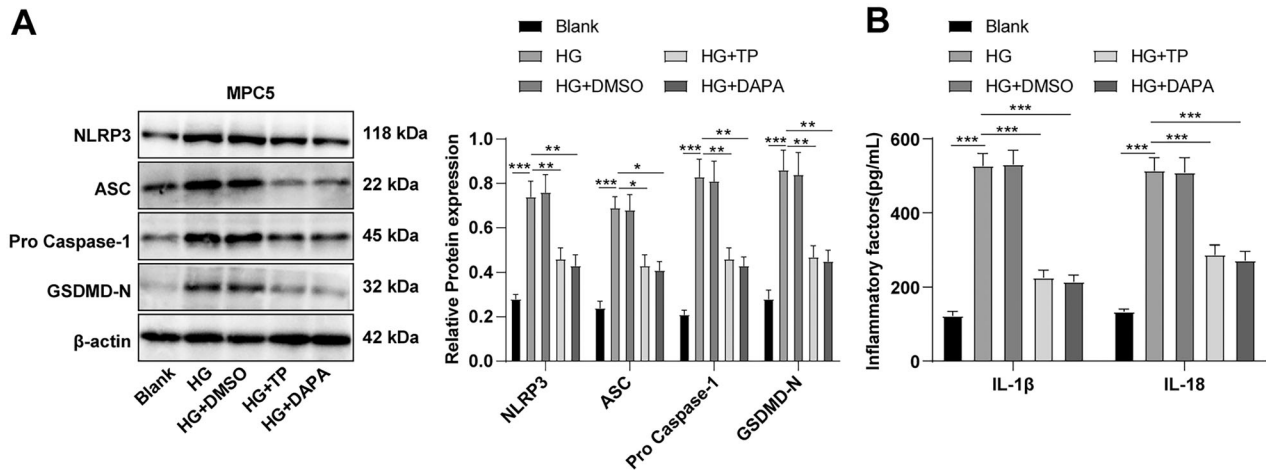 A
MPC5
NLRP3 118 kDa
ASC 22 kDa
Pro Caspase-1 45 kDa
GSDMD-N 32 kDa
β-actin 42 kDa
Blank HG HG+DMSO HG+TP HG+DAPA
Blank
HG HG+TP
HG+DMSO HG+DAPA
Relative Protein expression
1.0
0.8
0.6
0.4
0.2
0.0
*** ** **
*** * *
*** ** **
*** ** **
NLRP3 ASC Pro Caspase-1 GSDMD-N
B
Blank
HG HG+TP
HG+DMSO HG+DAPA
Inflammatory factors(pg/mL)
600
400
200
0
*** *** ***
*** *** ***
IL-1β IL-18